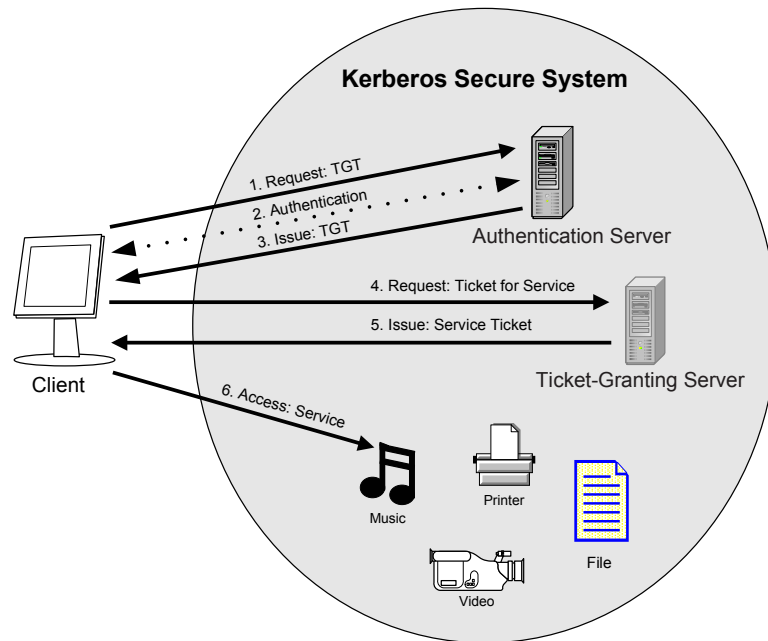 Kerberos Secure System
1. Request: TGT
2. Authentication
3. Issue: TGT
Authentication Server
4. Request: Ticket for Service
5. Issue: Service Ticket
Client
Ticket-Granting Server
6. Access: Service
Music
Printer
File
Video